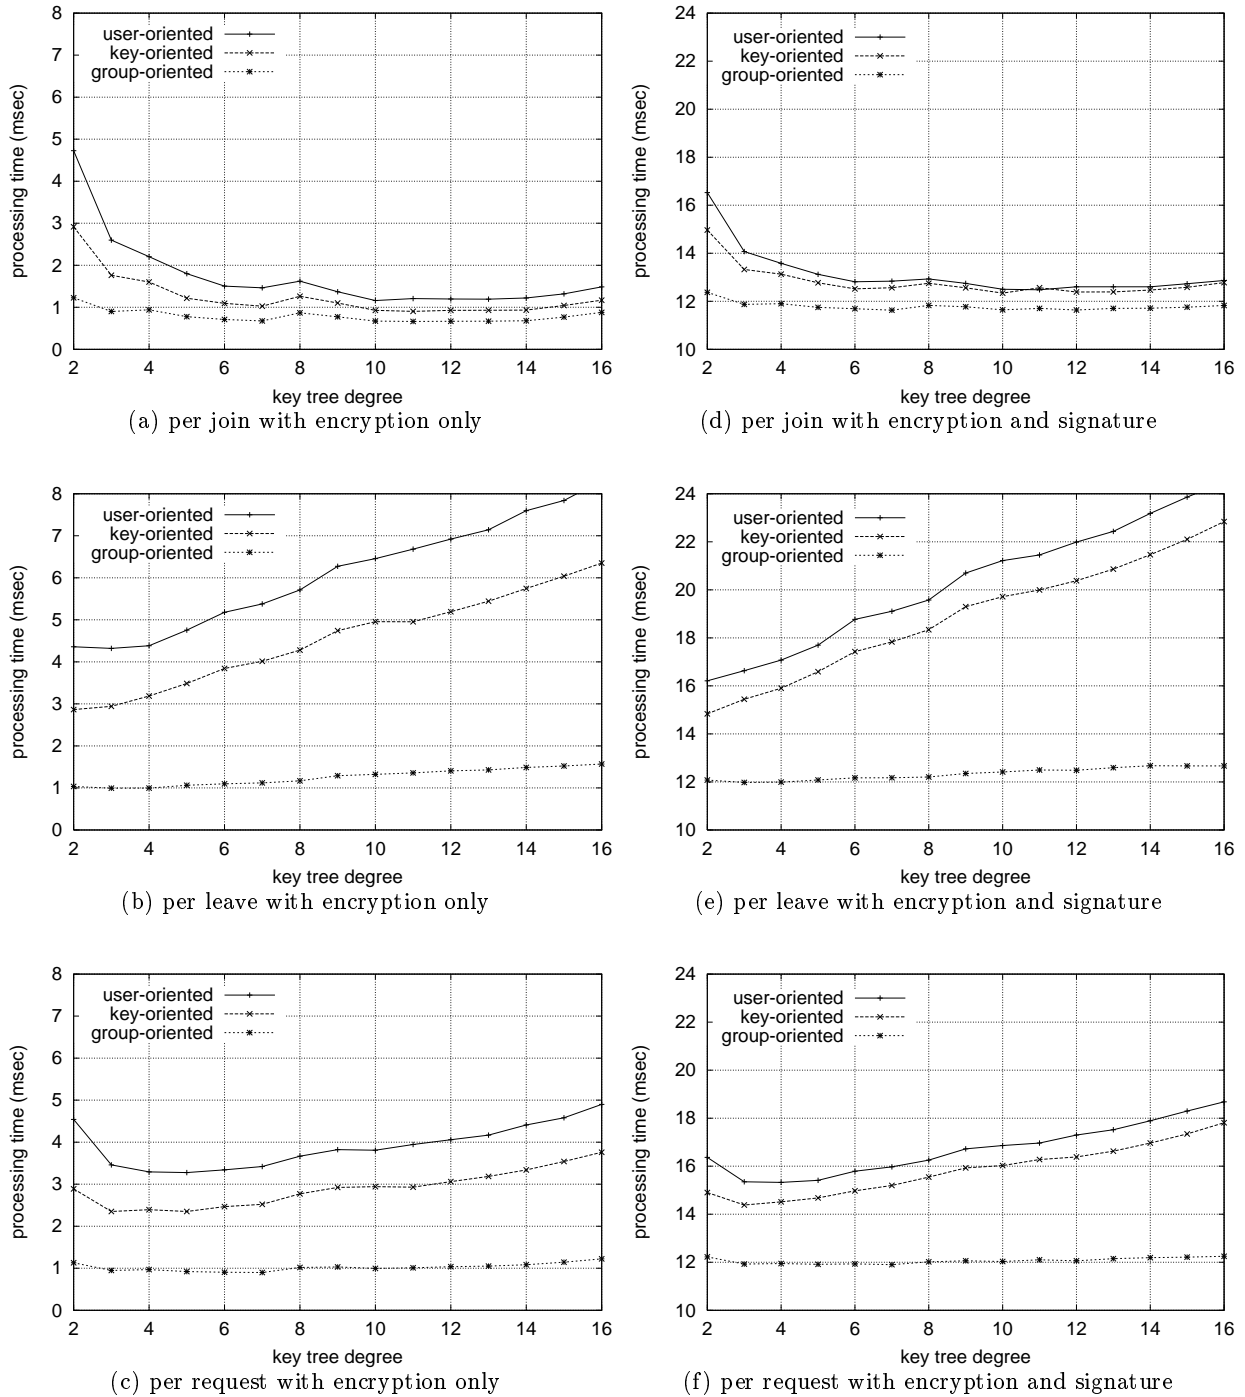 8
7
6
5
4
3
2
1
0
processing time (msec)
user-oriented
key-oriented
group-oriented
2 4 6 8 10 12 14 16
key tree degree
(a) per join with encryption only
24
22
20
18
16
14
12
10
processing time (msec)
user-oriented
key-oriented
group-oriented
2 4 6 8 10 12 14 16
key tree degree
(d) per join with encryption and signature
8
7
6
5
4
3
2
1
0
processing time (msec)
user-oriented
key-oriented
group-oriented
2 4 6 8 10 12 14 16
key tree degree
(b) per leave with encryption only
24
22
20
18
16
14
12
10
processing time (msec)
user-oriented
key-oriented
group-oriented
2 4 6 8 10 12 14 16
key tree degree
(e) per leave with encryption and signature
8
7
6
5
4
3
2
1
0
processing time (msec)
user-oriented
key-oriented
group-oriented
2 4 6 8 10 12 14 16
key tree degree
(c) per request with encryption only
24
22
20
18
16
14
12
10
processing time (msec)
user-oriented
key-oriented
group-oriented
2 4 6 8 10 12 14 16
key tree degree
(f) per request with encryption and signature